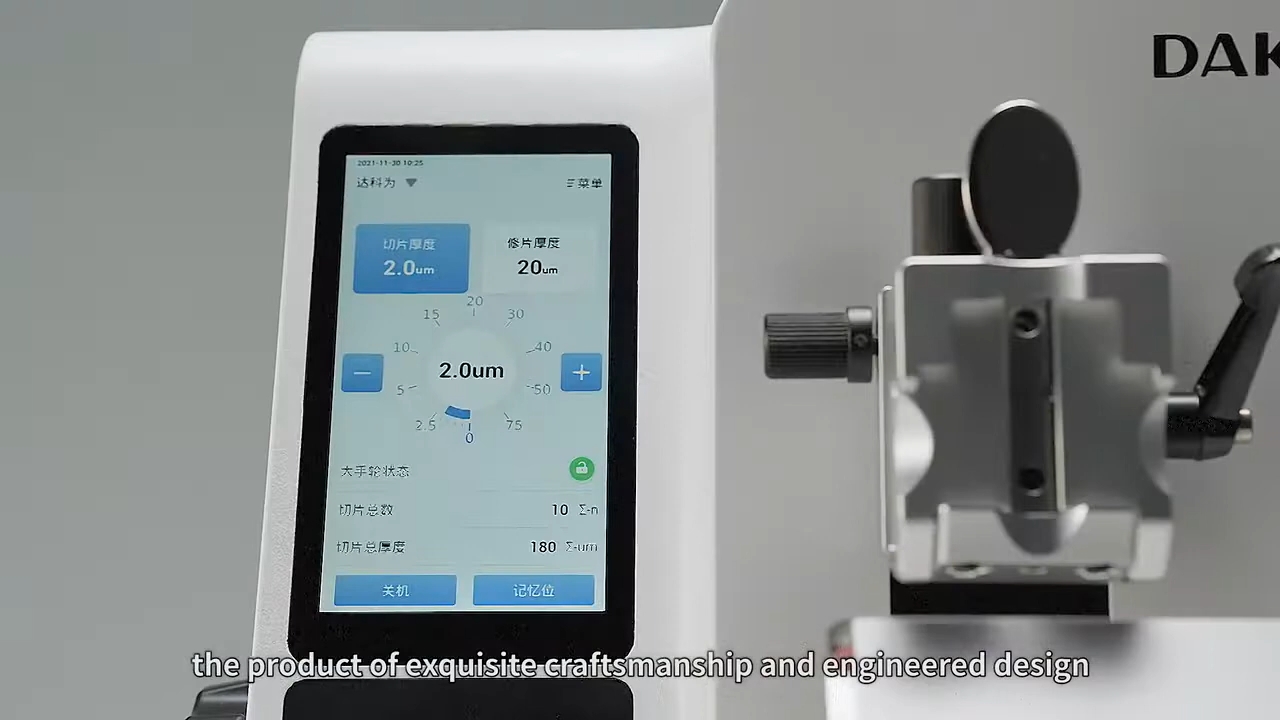 DAK
2021-11-30 10:25
达科为
菜单
切片厚度
2.0um
修片厚度
20um
20
15
30
10
40
2.0um
5
50
2.5
75
0
大手轮状态
切片总数
10 Σ-n
切片总厚度
180 Σ-um
关机
记忆位
the product of exquisite craftsmanship and engineered design